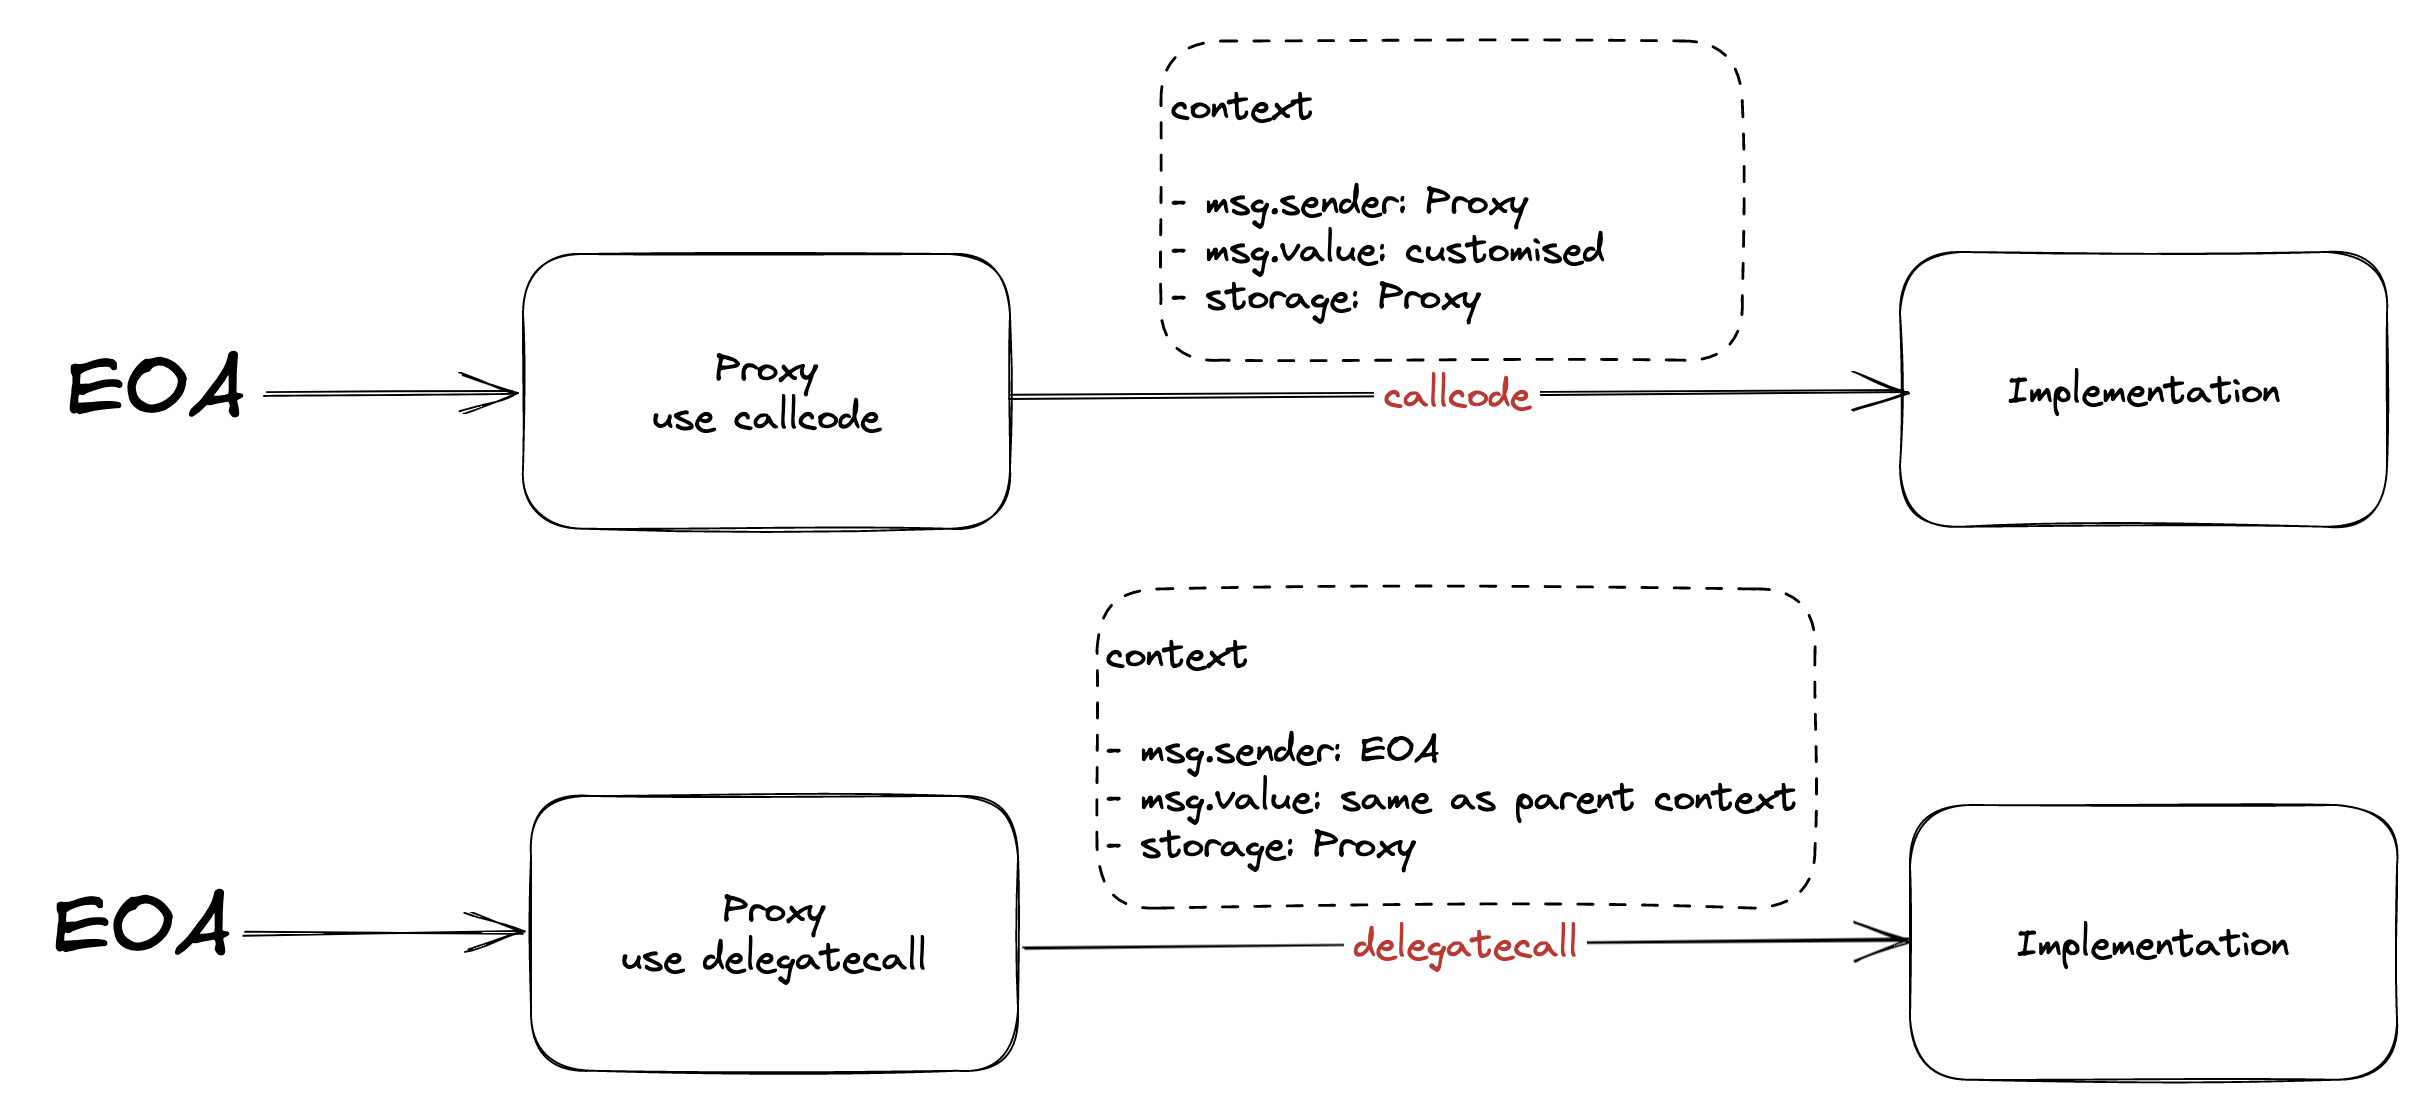 context
- msg.sender: Proxy
- msg.value: customised
- storage: Proxy
EOA
Proxy
use callcode
callcode
Implementation
context
- msg.sender: EOA
- msg.value: same as parent context
- storage: Proxy
EOA
Proxy
use delegatecall
delegatecall
Implementation